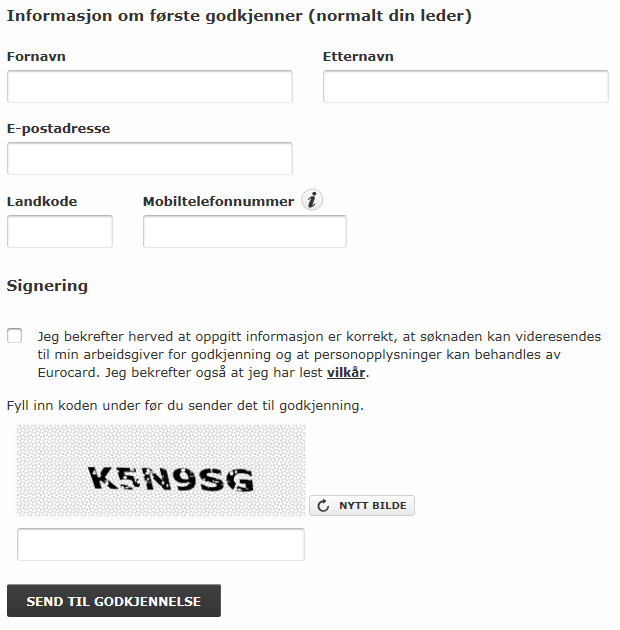 Informasjon om første godkjenner (normalt din leder)
Fornavn Etternavn
E-postadresse
Landkode Mobiltelefonnummer i
Signering
Jeg bekrefter herved at oppgitt informasjon er korrekt, at søknaden kan videresendes
til min arbeidsgiver for godkjenning og at personopplysninger kan behandles av
Eurocard. Jeg bekrefter også at jeg har lest vilkår.
Fyll inn koden under før du sender det til godkjenning.
K5N9SG
NYTT BILDE
SEND TIL GODKJENNELSE